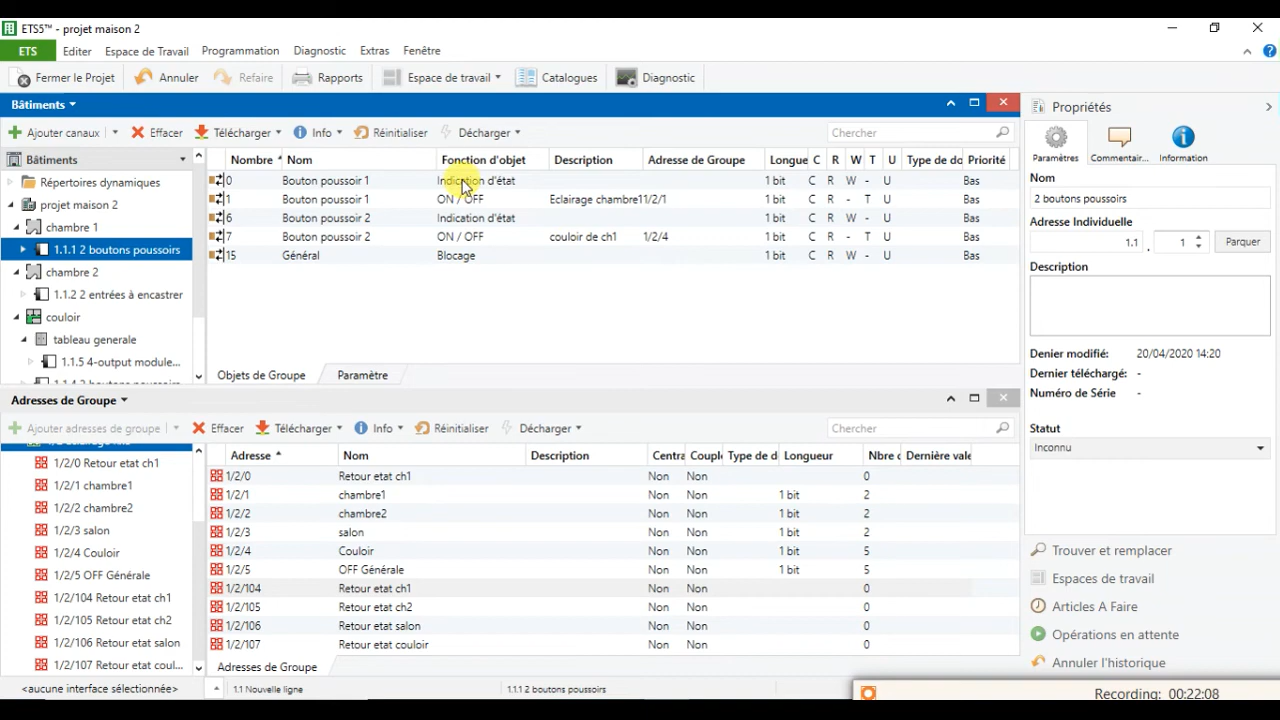 ETS5™ - projet maison 2
ETS Editer Espace de Travail Programmation Diagnostic Extras Fenêtre
Fermer le Projet Annuler Refaire Rapports Espace de travail Catalogues Diagnostic
Bâtiments
Ajouter canaux Effacer Télécharger Info Réinitialiser Décharger Chercher
Bâtiments
Répertoires dynamiques
projet maison 2
chambre 1
1.1.1 2 boutons poussoirs
chambre 2
1.1.2 2 entrées à encastrer
couloir
tableau generale
1.1.5 4-output module...
Nombre Nom Fonction d'objet Description Adresse de Groupe Longue C R W T U Type de do Priorité
0 Bouton poussoir 1 Indication d'état 1 bit C R W - U Bas
1 Bouton poussoir 1 ON / OFF Eclairage chambre1 1/2/1 1 bit C R - T U Bas
6 Bouton poussoir 2 Indication d'état 1 bit C R W - U Bas
7 Bouton poussoir 2 ON / OFF couloir de ch1 1/2/4 1 bit C R - T U Bas
15 Général Blocage 1 bit C R W - U Bas
Objets de Groupe Paramètre
Adresses de Groupe
Ajouter adresses de groupe Effacer Télécharger Info Réinitialiser Décharger Chercher
1/2/0 Retour etat ch1
1/2/1 chambre1
1/2/2 chambre2
1/2/3 salon
1/2/4 Couloir
1/2/5 OFF Générale
1/2/104 Retour etat ch1
1/2/105 Retour etat ch2
1/2/106 Retour etat salon
1/2/107 Retour etat coul...
Adresse Nom Description Centra Couple Type de d Longueur Nbre d Dernière vale
1/2/0 Retour etat ch1 Non Non 0
1/2/1 chambre1 Non Non 1 bit 2
1/2/2 chambre2 Non Non 1 bit 2
1/2/3 salon Non Non 1 bit 2
1/2/4 Couloir Non Non 1 bit 5
1/2/5 OFF Générale Non Non 1 bit 5
1/2/104 Retour etat ch1 Non Non 0
1/2/105 Retour etat ch2 Non Non 0
1/2/106 Retour etat salon Non Non 0
1/2/107 Retour etat couloir Non Non 0
Adresses de Groupe
<aucune interface sélectionnée> 1.1 Nouvelle ligne 1.1.1 2 boutons poussoirs
Propriétés
Paramètres Commentair... Information
Nom
2 boutons poussoirs
Adresse Individuelle
1.1 . 1 Parquer
Description
Denier modifié: 20/04/2020 14:20
Dernier téléchargé: -
Numéro de Série -
Statut
Inconnu
Trouver et remplacer
Espaces de travail
Articles A Faire
Opérations en attente
Annuler l'historique
Recording: 00:22:08